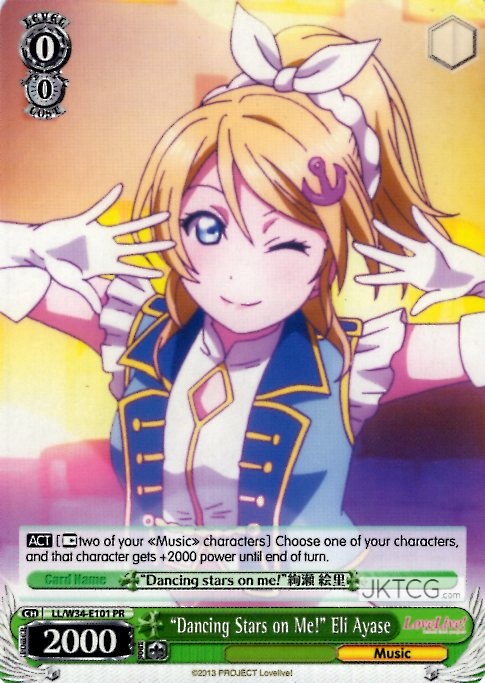 LEVEL
0
0
COST
ACT [two of your «Music» characters] Choose one of your characters,
and that character gets +2000 power until end of turn.
Card Name
"Dancing stars on me!" 絢瀬 絵里
JKTCG.com
CH LL/W34-E101 PR
2000
"Dancing Stars on Me!" Eli Ayase
LoveLive!
Music
©2013 PROJECT Lovelive!